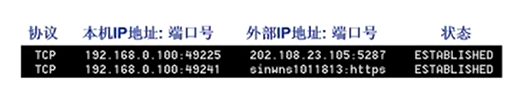 协议 本机IP地址: 端口号 外部IP地址: 端口号 状态
TCP 192.168.0.100:49225 202.108.23.105:5287 ESTABLISHED
TCP 192.168.0.100:49241 sinwns1011813:https ESTABLISHED